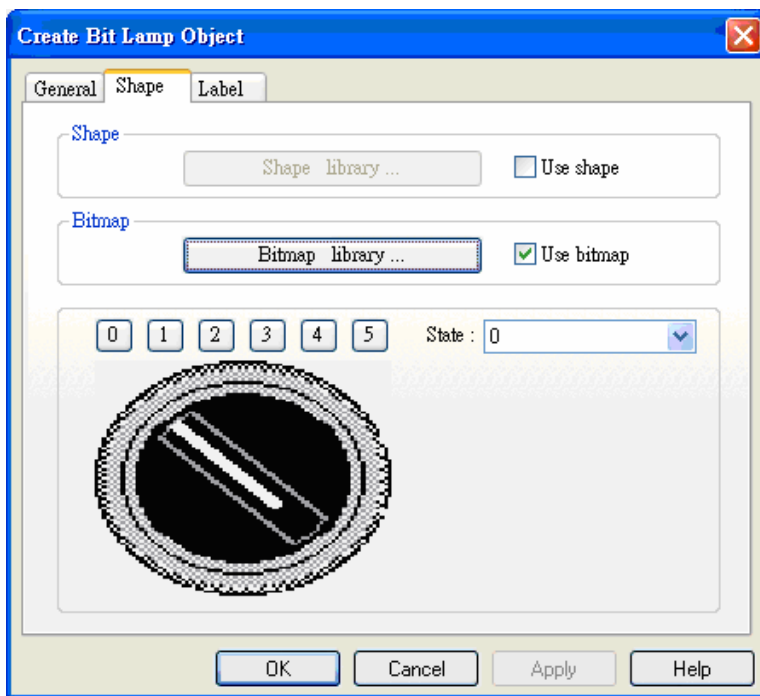 Create Bit Lamp Object
General Shape Label
Shape
Shape library ... Use shape
Bitmap
Bitmap library ... Use bitmap
0 1 2 3 4 5 State : 0
OK Cancel Apply Help